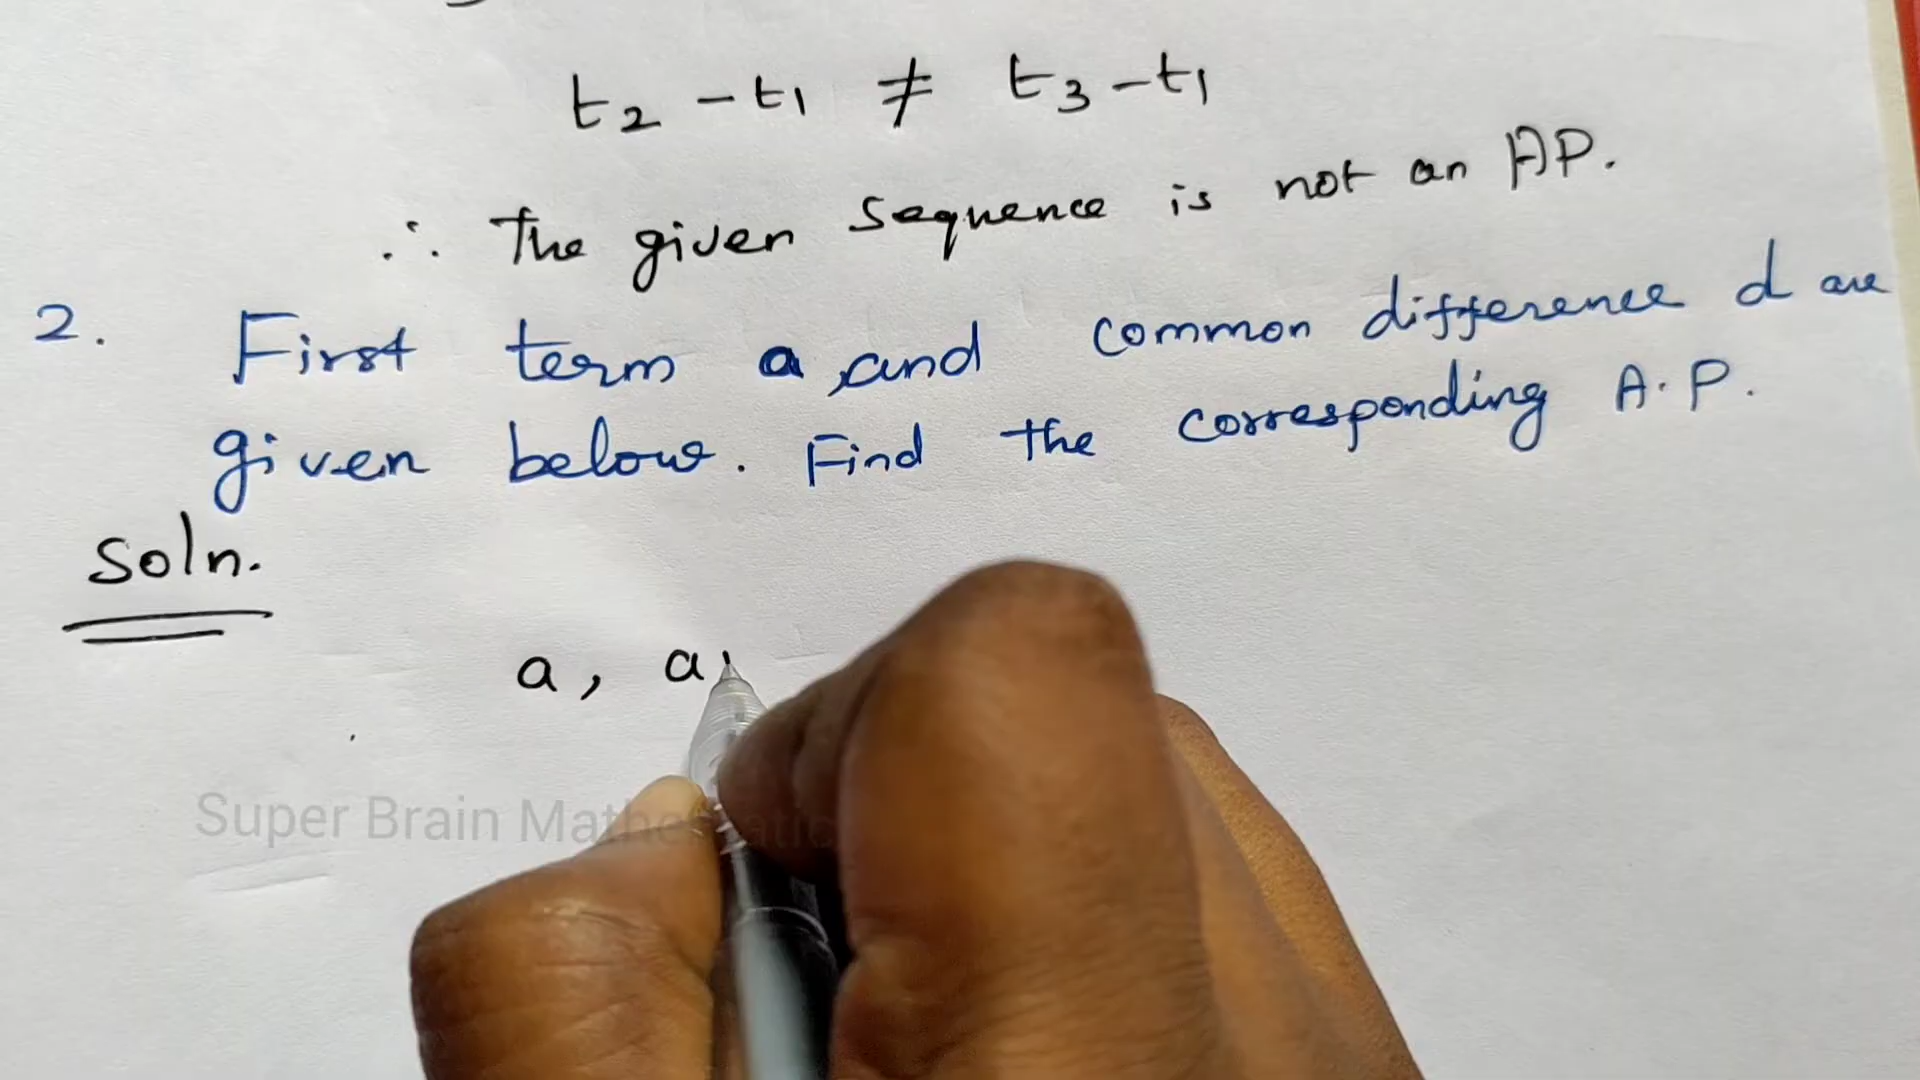 t2 - t1 ≠ t3 - t1
∴ The given sequence is not an AP.
2. First term a, and common difference d are
given below. Find the corresponding A.P.
Soln.
a, a
Super Brain Mathematic